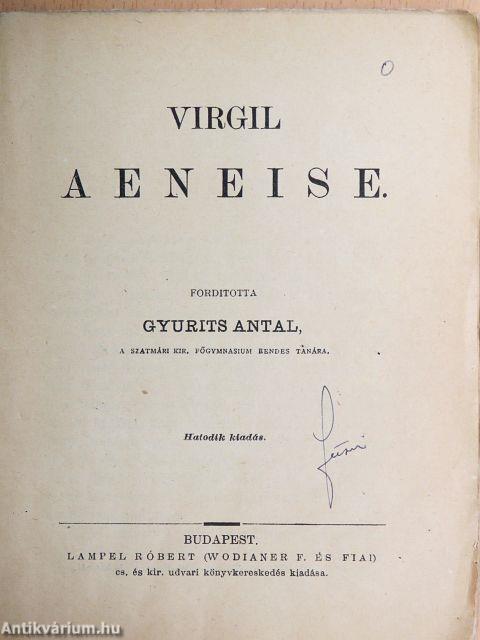 O
VIRGIL
AENEISE.
FORDITOTTA
GYURITS ANTAL,
A SZATMÁRI KIR. FŐGYMNASIUM RENDES TANÁRA.
Hatodik kiadás.
BUDAPEST.
LAMPEL RÓBERT (WODIANER F. ÉS FIAI)
cs. és kir. udvari könyvkereskedés kiadása.
Antikvárium.hu